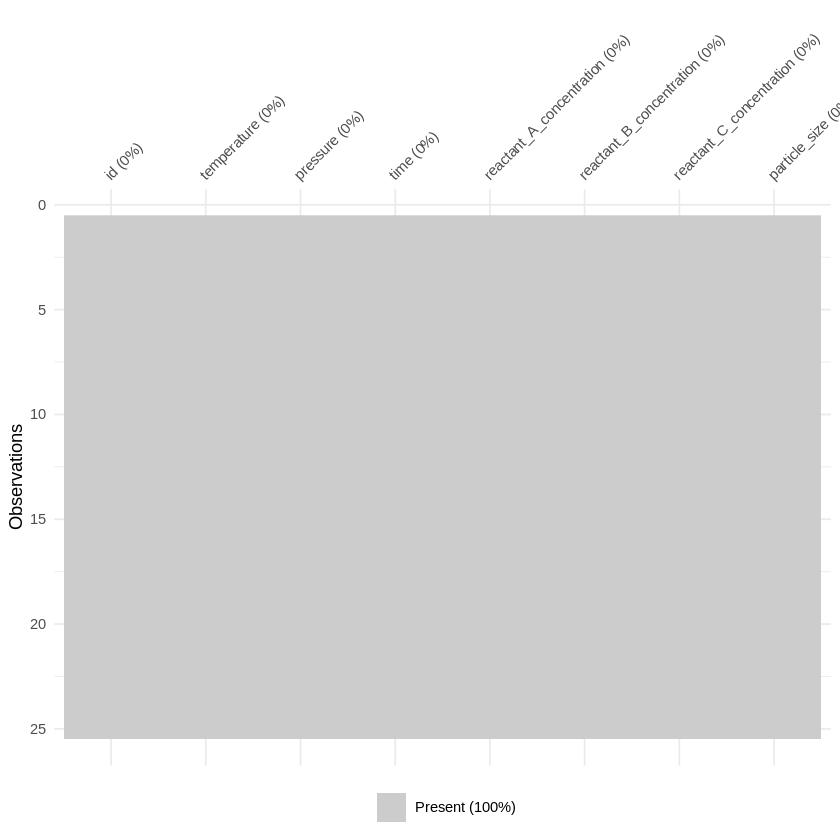 id (0%)
temperature (0%)
pressure (0%)
time (0%)
reactant_A_concentration (0%)
reactant_B_concentration (0%)
reactant_C_concentration (0%)
particle_size (0%
0
5
10
15
20
25
Observations
Present (100%)